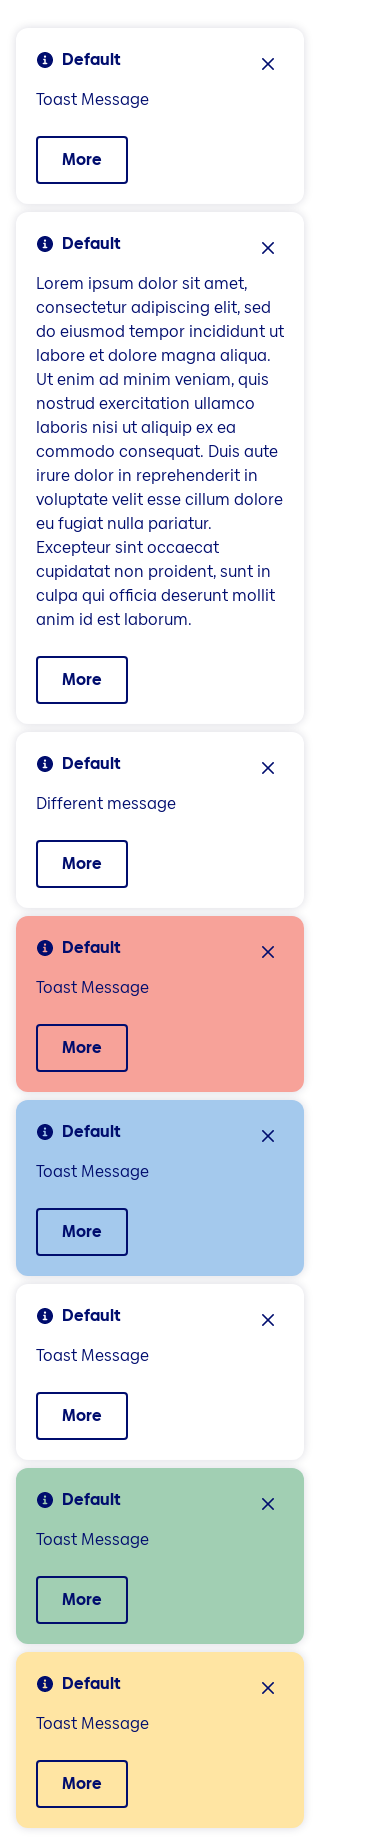 Default
Toast Message
More
Default
Lorem ipsum dolor sit amet,
consectetur adipiscing elit, sed
do eiusmod tempor incididunt ut
labore et dolore magna aliqua.
Ut enim ad minim veniam, quis
nostrud exercitation ullamco
laboris nisi ut aliquip ex ea
commodo consequat. Duis aute
irure dolor in reprehenderit in
voluptate velit esse cillum dolore
eu fugiat nulla pariatur.
Excepteur sint occaecat
cupidatat non proident, sunt in
culpa qui officia deserunt mollit
anim id est laborum.
More
Default
Different message
More
Default
Toast Message
More
Default
Toast Message
More
Default
Toast Message
More
Default
Toast Message
More
Default
Toast Message
More